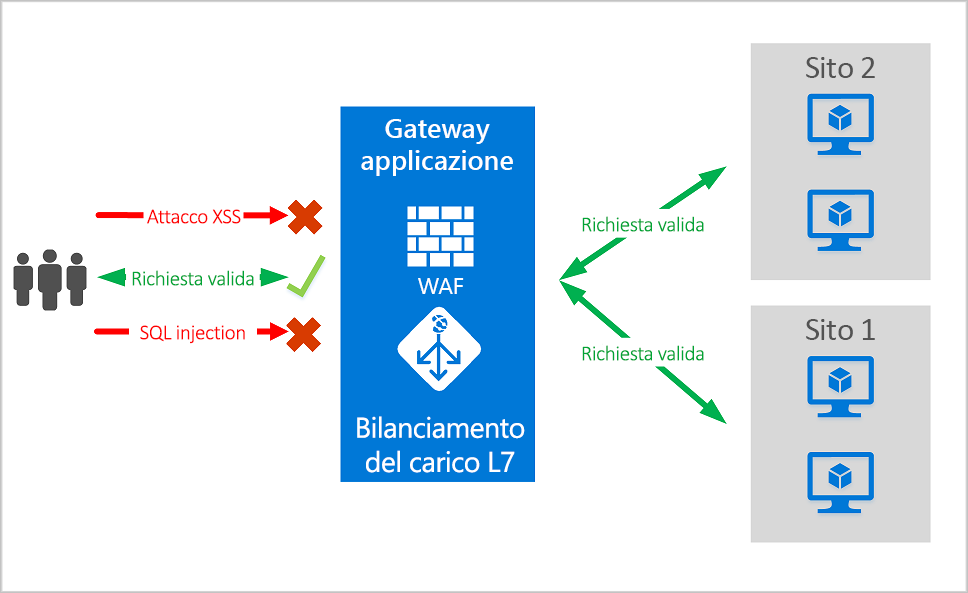 Gateway
applicazione
Attacco XSS
Richiesta valida
SQL injection
WAF
Bilanciamento
del carico L7
Richiesta valida
Richiesta valida
Sito 2
Sito 1